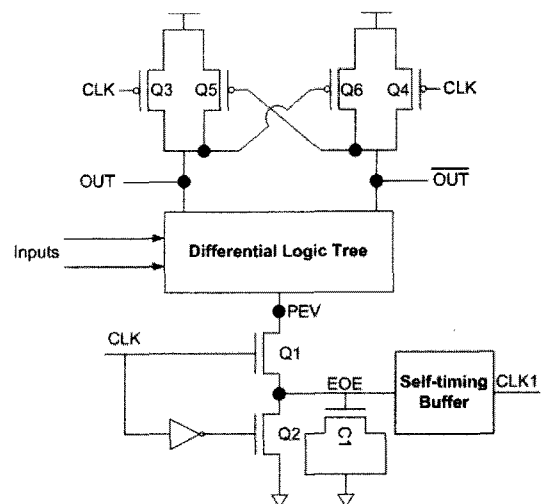 CLK
Q3
Q5
Q6
Q4
CLK
OUT
OUT
Inputs
Differential Logic Tree
PEV
CLK
Q1
EOE
Self-timing
Buffer
CLK1
Q2
C1